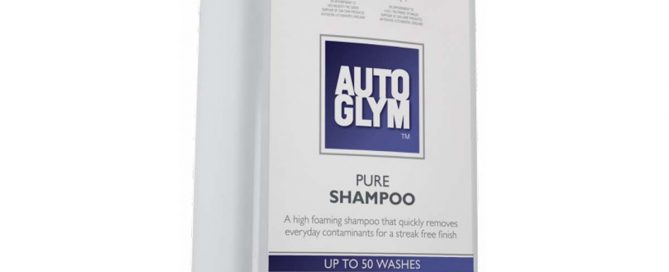 AUTO
GLYM
TM
PURE
SHAMPOO
A high foaming shampoo that quickly removes
everyday contaminants for a streak free finish
UP TO 50 WASHES